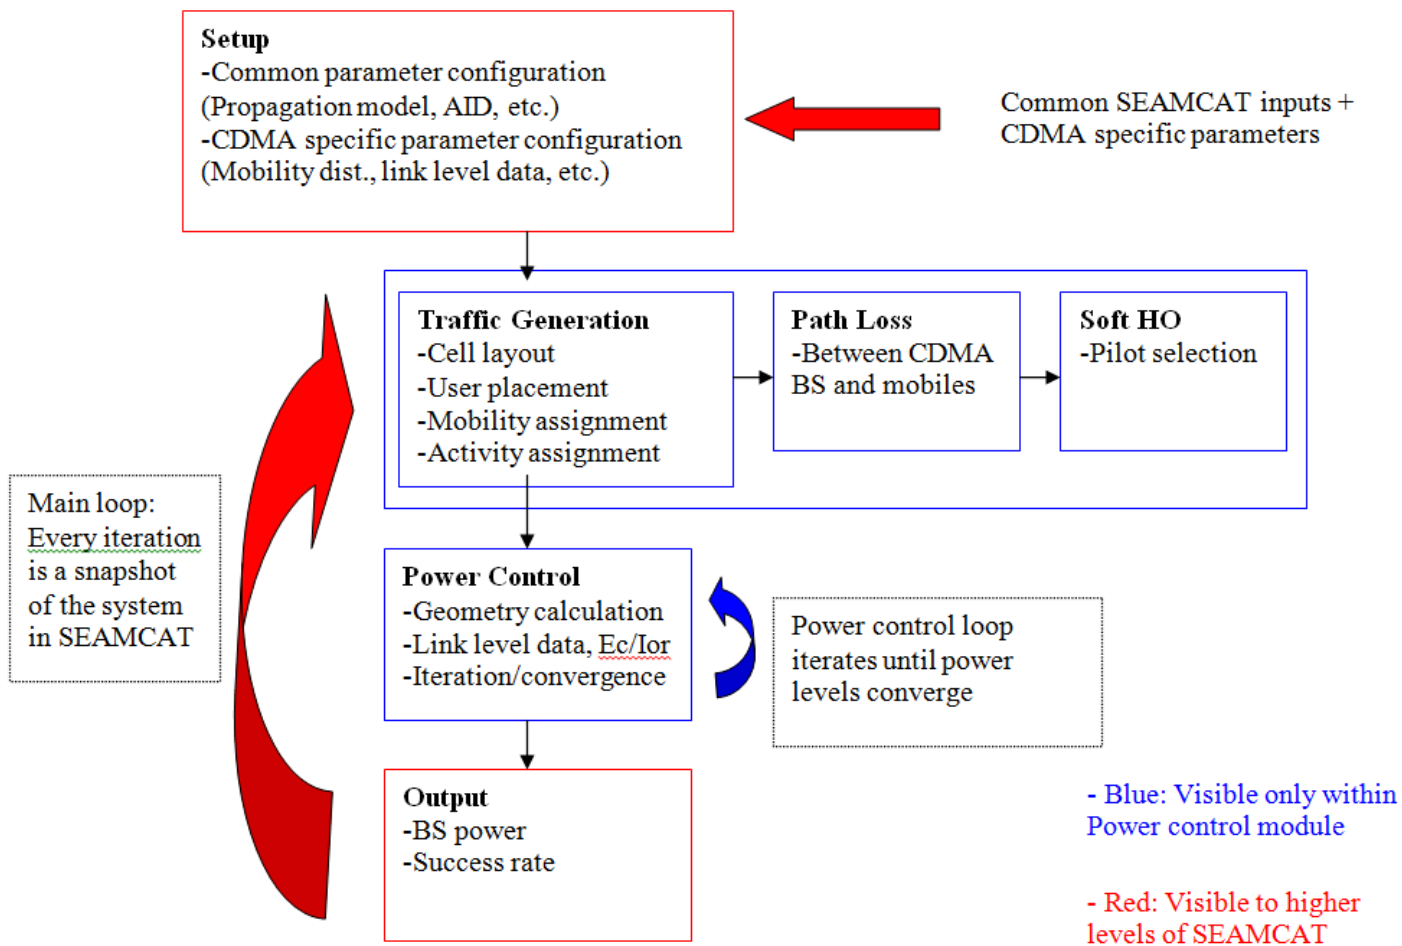 Setup
-Common parameter configuration
(Propagation model, AID, etc.)
-CDMA specific parameter configuration
(Mobility dist., link level data, etc.)
Common SEAMCAT inputs +
CDMA specific parameters
Traffic Generation
-Cell layout
-User placement
-Mobility assignment
-Activity assignment
Path Loss
-Between CDMA
BS and mobiles
Soft HO
-Pilot selection
Main loop:
Every iteration
is a snapshot
of the system
in SEAMCAT
Power Control
-Geometry calculation
-Link level data, Ec/Ior
-Iteration/convergence
Power control loop
iterates until power
levels converge
Output
-BS power
-Success rate
- Blue: Visible only within
Power control module
- Red: Visible to higher
levels of SEAMCAT